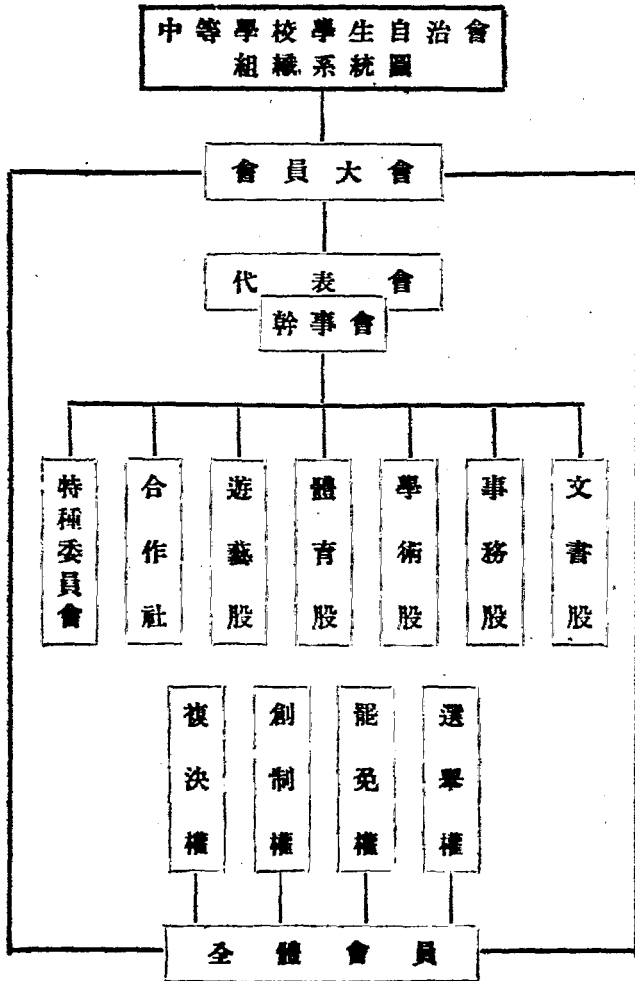 中等學校學生自治會
組織系統圖
會員大會
代表會
幹事會
文書股
事務股
學術股
體育股
遊藝股
合作社
特種委員會
選舉權
罷免權
創制權
複決權
全體會員